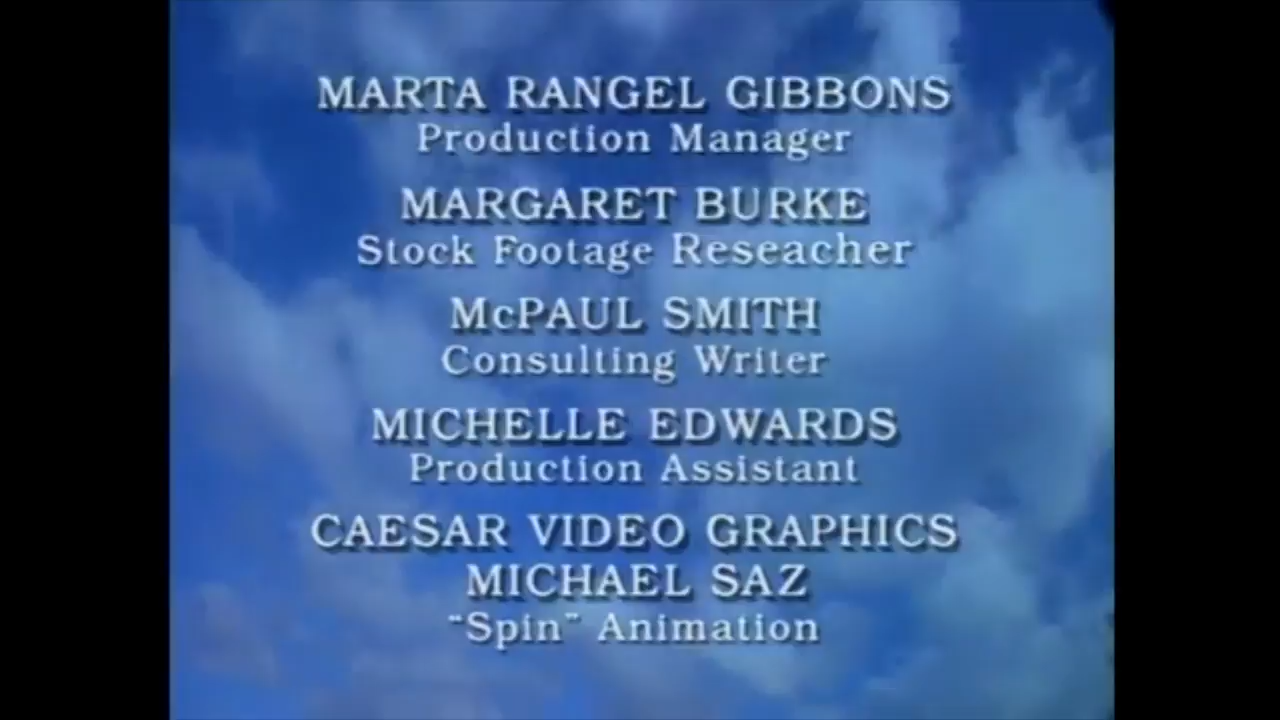 MARTA RANGEL GIBBONS
Production Manager
MARGARET BURKE
Stock Footage Reseacher
McPAUL SMITH
Consulting Writer
MICHELLE EDWARDS
Production Assistant
CAESAR VIDEO GRAPHICS
MICHAEL SAZ
"Spin" Animation